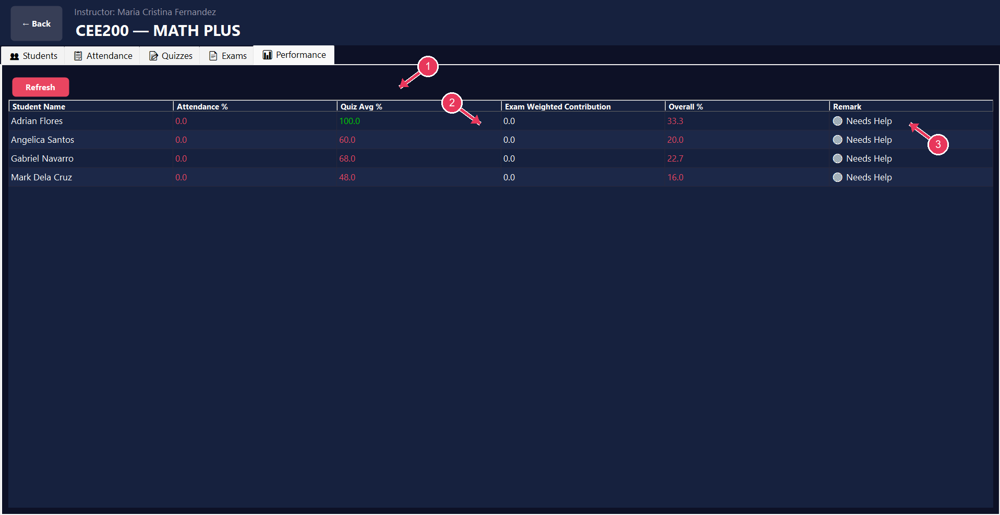 Instructor: Maria Cristina Fernandez
← Back
CEE200 — MATH PLUS
Students Attendance Quizzes Exams Performance
1
Refresh
2
Student Name Attendance % Quiz Avg % Exam Weighted Contribution Overall % Remark
Adrian Flores 0.0 100.0 0.0 33.3 Needs Help
Angelica Santos 0.0 60.0 0.0 20.0 Needs Help
3
Gabriel Navarro 0.0 68.0 0.0 22.7 Needs Help
Mark Dela Cruz 0.0 48.0 0.0 16.0 Needs Help